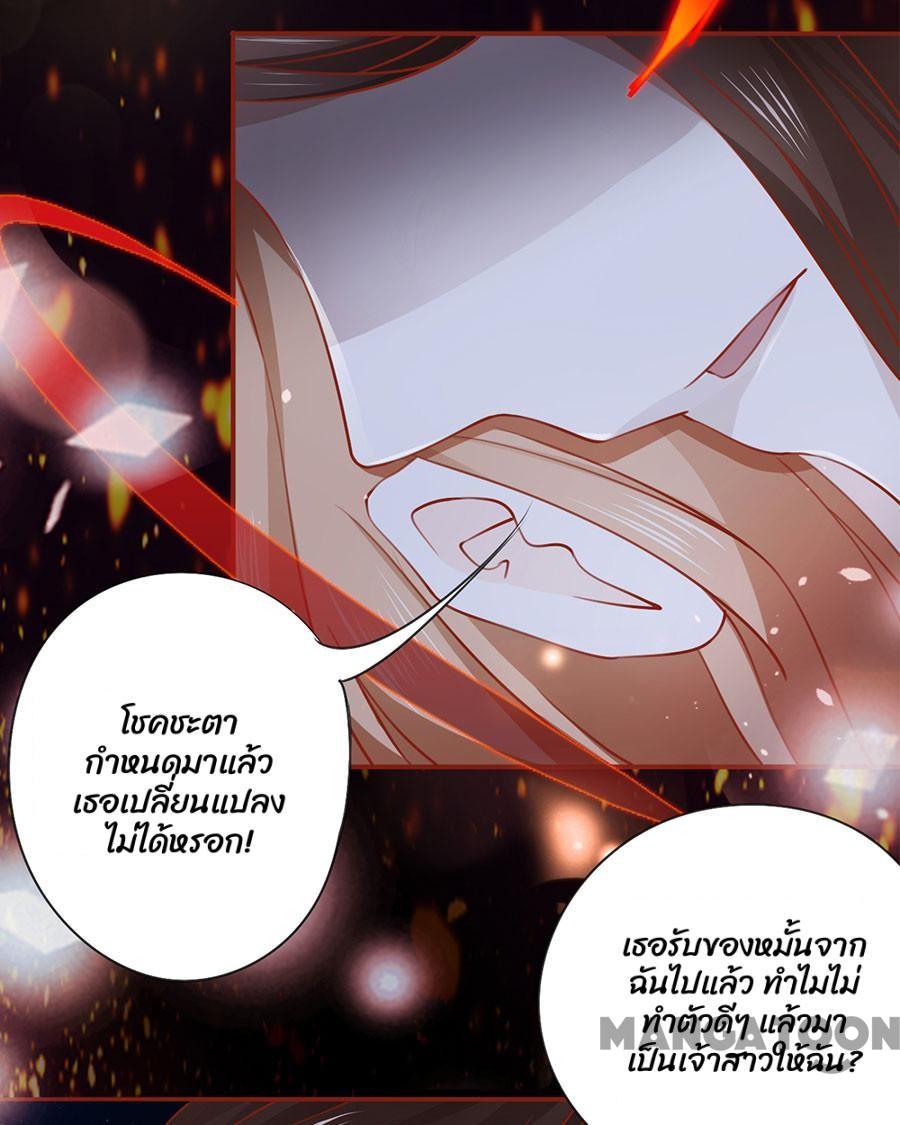 โชคชะตา
กำหนดมาแล้ว
เธอเปลี่ยนแปลง
ไม่ได้หรอก!
เธอรับของหมั้นจาก
ฉันไปแล้ว ทำไมไม่
ทำตัวดีๆ แล้วมา
เป็นเจ้าสาวให้ฉัน?
MANGATOON